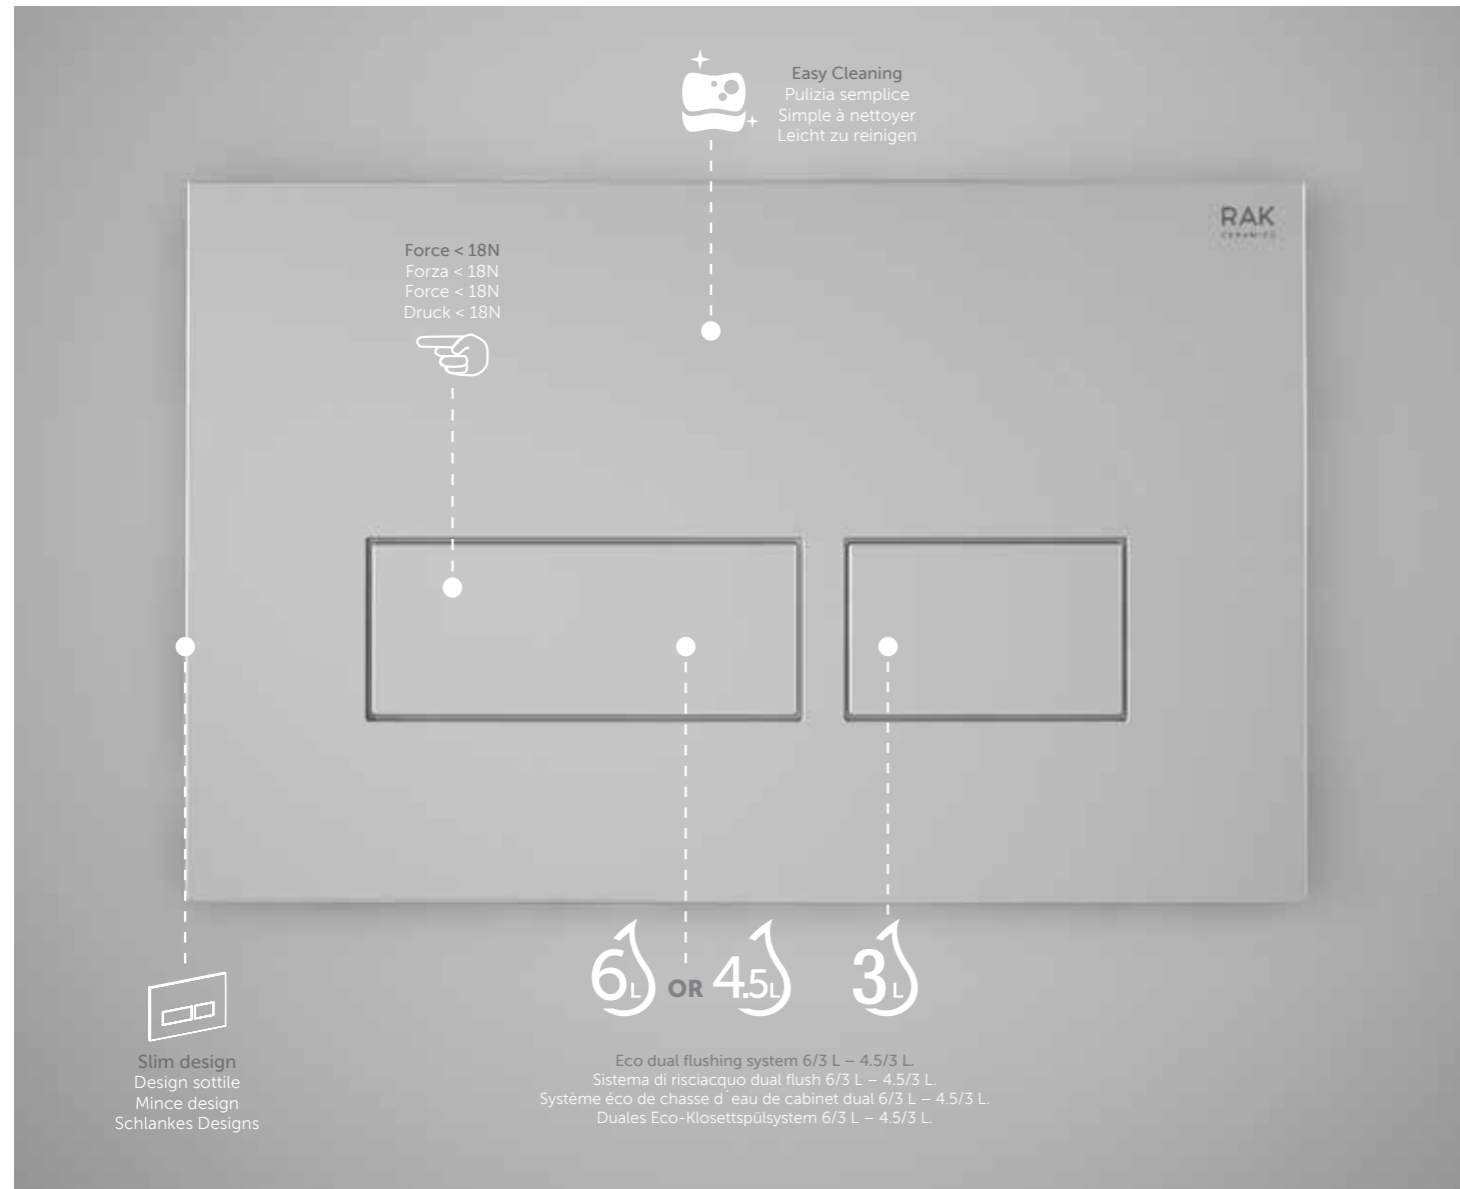 Easy Cleaning
Pulizia semplice
Simple à nettoyer
Leicht zu reinigen
RAK
CERAMICS
Force < 18N
Forza < 18N
Force < 18N
Druck < 18N
6L OR 4.5L
3L
Slim design
Design sottile
Mince design
Schlankes Designs
Eco dual flushing system 6/3 L – 4.5/3 L.
Sistema di risciacquo dual flush 6/3 L – 4.5/3 L.
Système éco de chasse d´eau de cabinet dual 6/3 L – 4.5/3 L.
Duales Eco-Klosettspülsystem 6/3 L – 4.5/3 L.